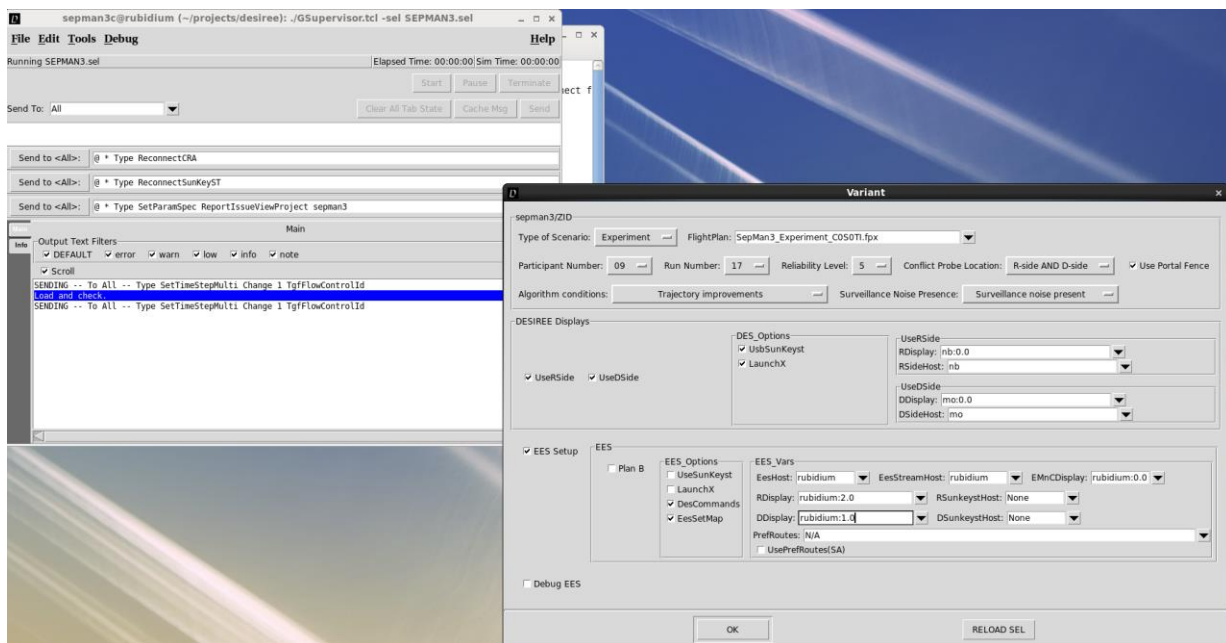 sepman3c@rubidium (~/projects/desiree): ./GSupervisor.tcl -sel SEPMAN3.sel
File Edit Tools Debug Help
Running SEPMAN3.sel Elapsed Time: 00:00:00 Sim Time: 00:00:00
Start Pause Terminate
Send To: All Clear All Tab State Cache Msg Send
Send to <All>: @ * Type ReconnectCRA
Send to <All>: @ * Type ReconnectSunKeyST
Send to <All>: @ * Type SetParamSpec ReportIssueViewProject sepman3
Main Main
Info Output Text Filters
DEFAULT error warn low info note
Scroll
SENDING -- To All -- Type SetTimeStepMulti Change 1 TgfFlowControlId
Load and check.
SENDING -- To All -- Type SetTimeStepMulti Change 1 TgfFlowControlId
Variant
sepman3/ZID
Type of Scenario: Experiment FlightPlan: SepMan3_Experiment_C0S0TI.fpx
Participant Number: 09 Run Number: 17 Reliability Level: 5 Conflict Probe Location: R-side AND D-side Use Portal Fence
Algorithm conditions: Trajectory improvements Surveillance Noise Presence: Surveillance noise present
DESIREE Displays
DES_Options
UsbSunKeyst
LaunchX
UseRSide UseDSide
UseRSide
RDisplay: nb:0.0
RSideHost: nb
UseDSide
DDisplay: mo:0.0
DSideHost: mo
EES Setup
EES
Plan B
EES_Options
UseSunKeyst
LaunchX
DesCommands
EesSetMap
EES_Vars
EesHost: rubidium EesStreamHost: rubidium EMnCDisplay: rubidium:0.0
RDisplay: rubidium:2.0 RSunkeystHost: None
DDisplay: rubidium:1.0 DSunkeystHost: None
PrefRoutes: N/A
UsePrefRoutes(SA)
Debug EES
OK RELOAD SEL